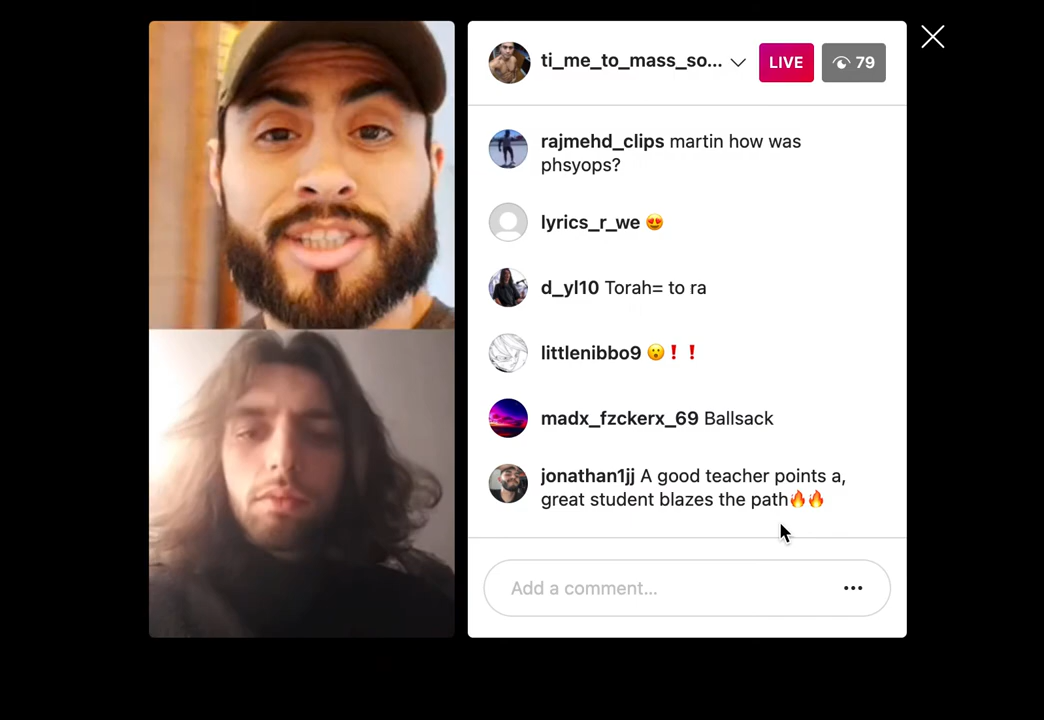 ti_me_to_mass_so...
LIVE
79
rajmehd_clips martin how was
phsyops?
lyrics_r_we 😍
d_yl10 Torah= to ra
littlenibbo9 😮❗❗
madx_fzckerx_69 Ballsack
jonathan1jj A good teacher points a,
great student blazes the path🔥🔥
Add a comment...